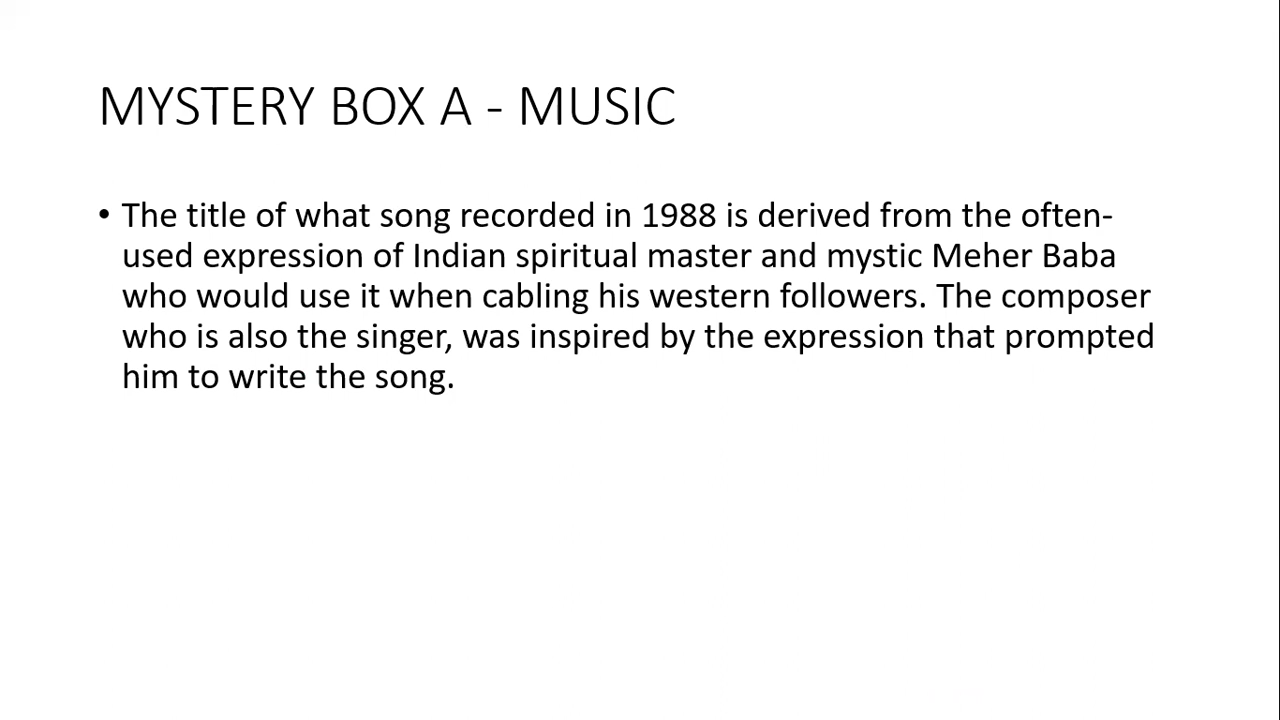 MYSTERY BOX A - MUSIC
• The title of what song recorded in 1988 is derived from the often-
used expression of Indian spiritual master and mystic Meher Baba
who would use it when cabling his western followers. The composer
who is also the singer, was inspired by the expression that prompted
him to write the song.